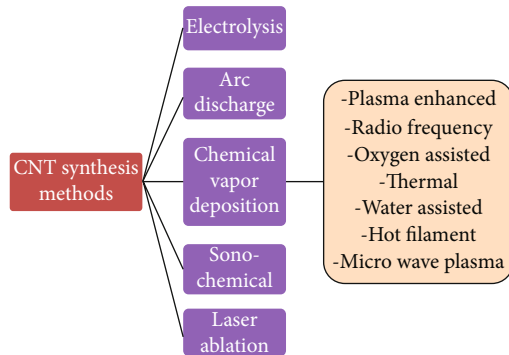 CNT synthesis
methods
Electrolysis
Arc
discharge
Chemical
vapor
deposition
Sono-
chemical
Laser
ablation
-Plasma enhanced
-Radio frequency
-Oxygen assisted
-Thermal
-Water assisted
-Hot filament
-Micro wave plasma